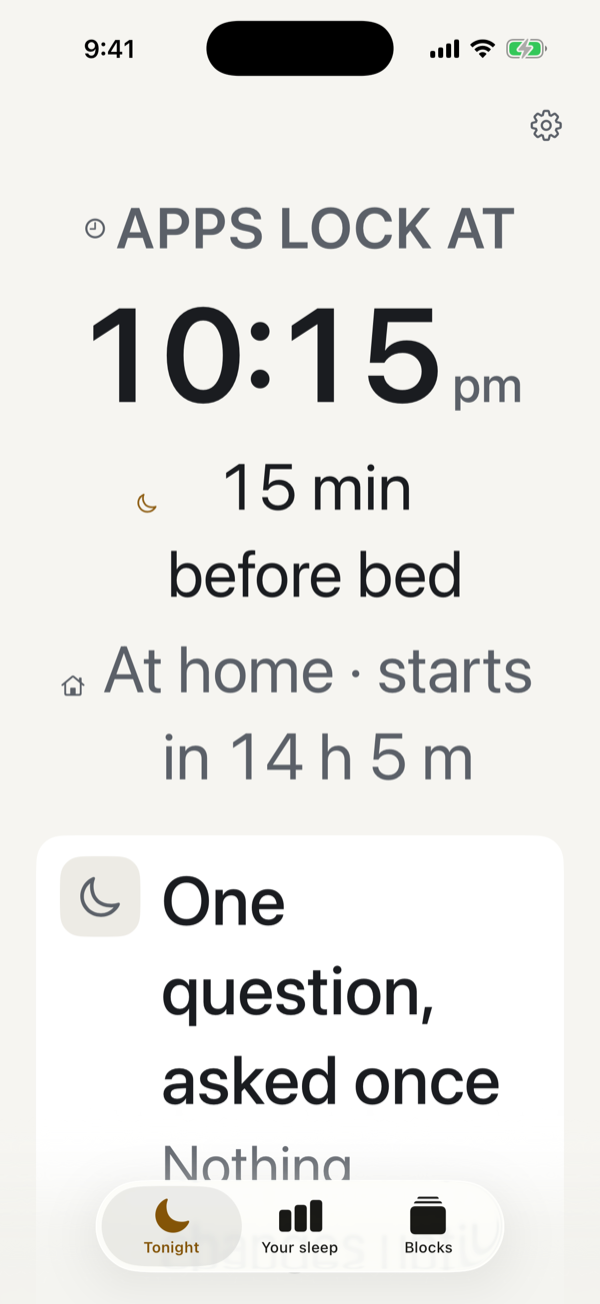 9:41
APPS LOCK AT
10:15 pm
15 min
before bed
At home · starts
in 14 h 5 m
One
question,
asked once
Nothing
Tonight
Your sleep
Blocks